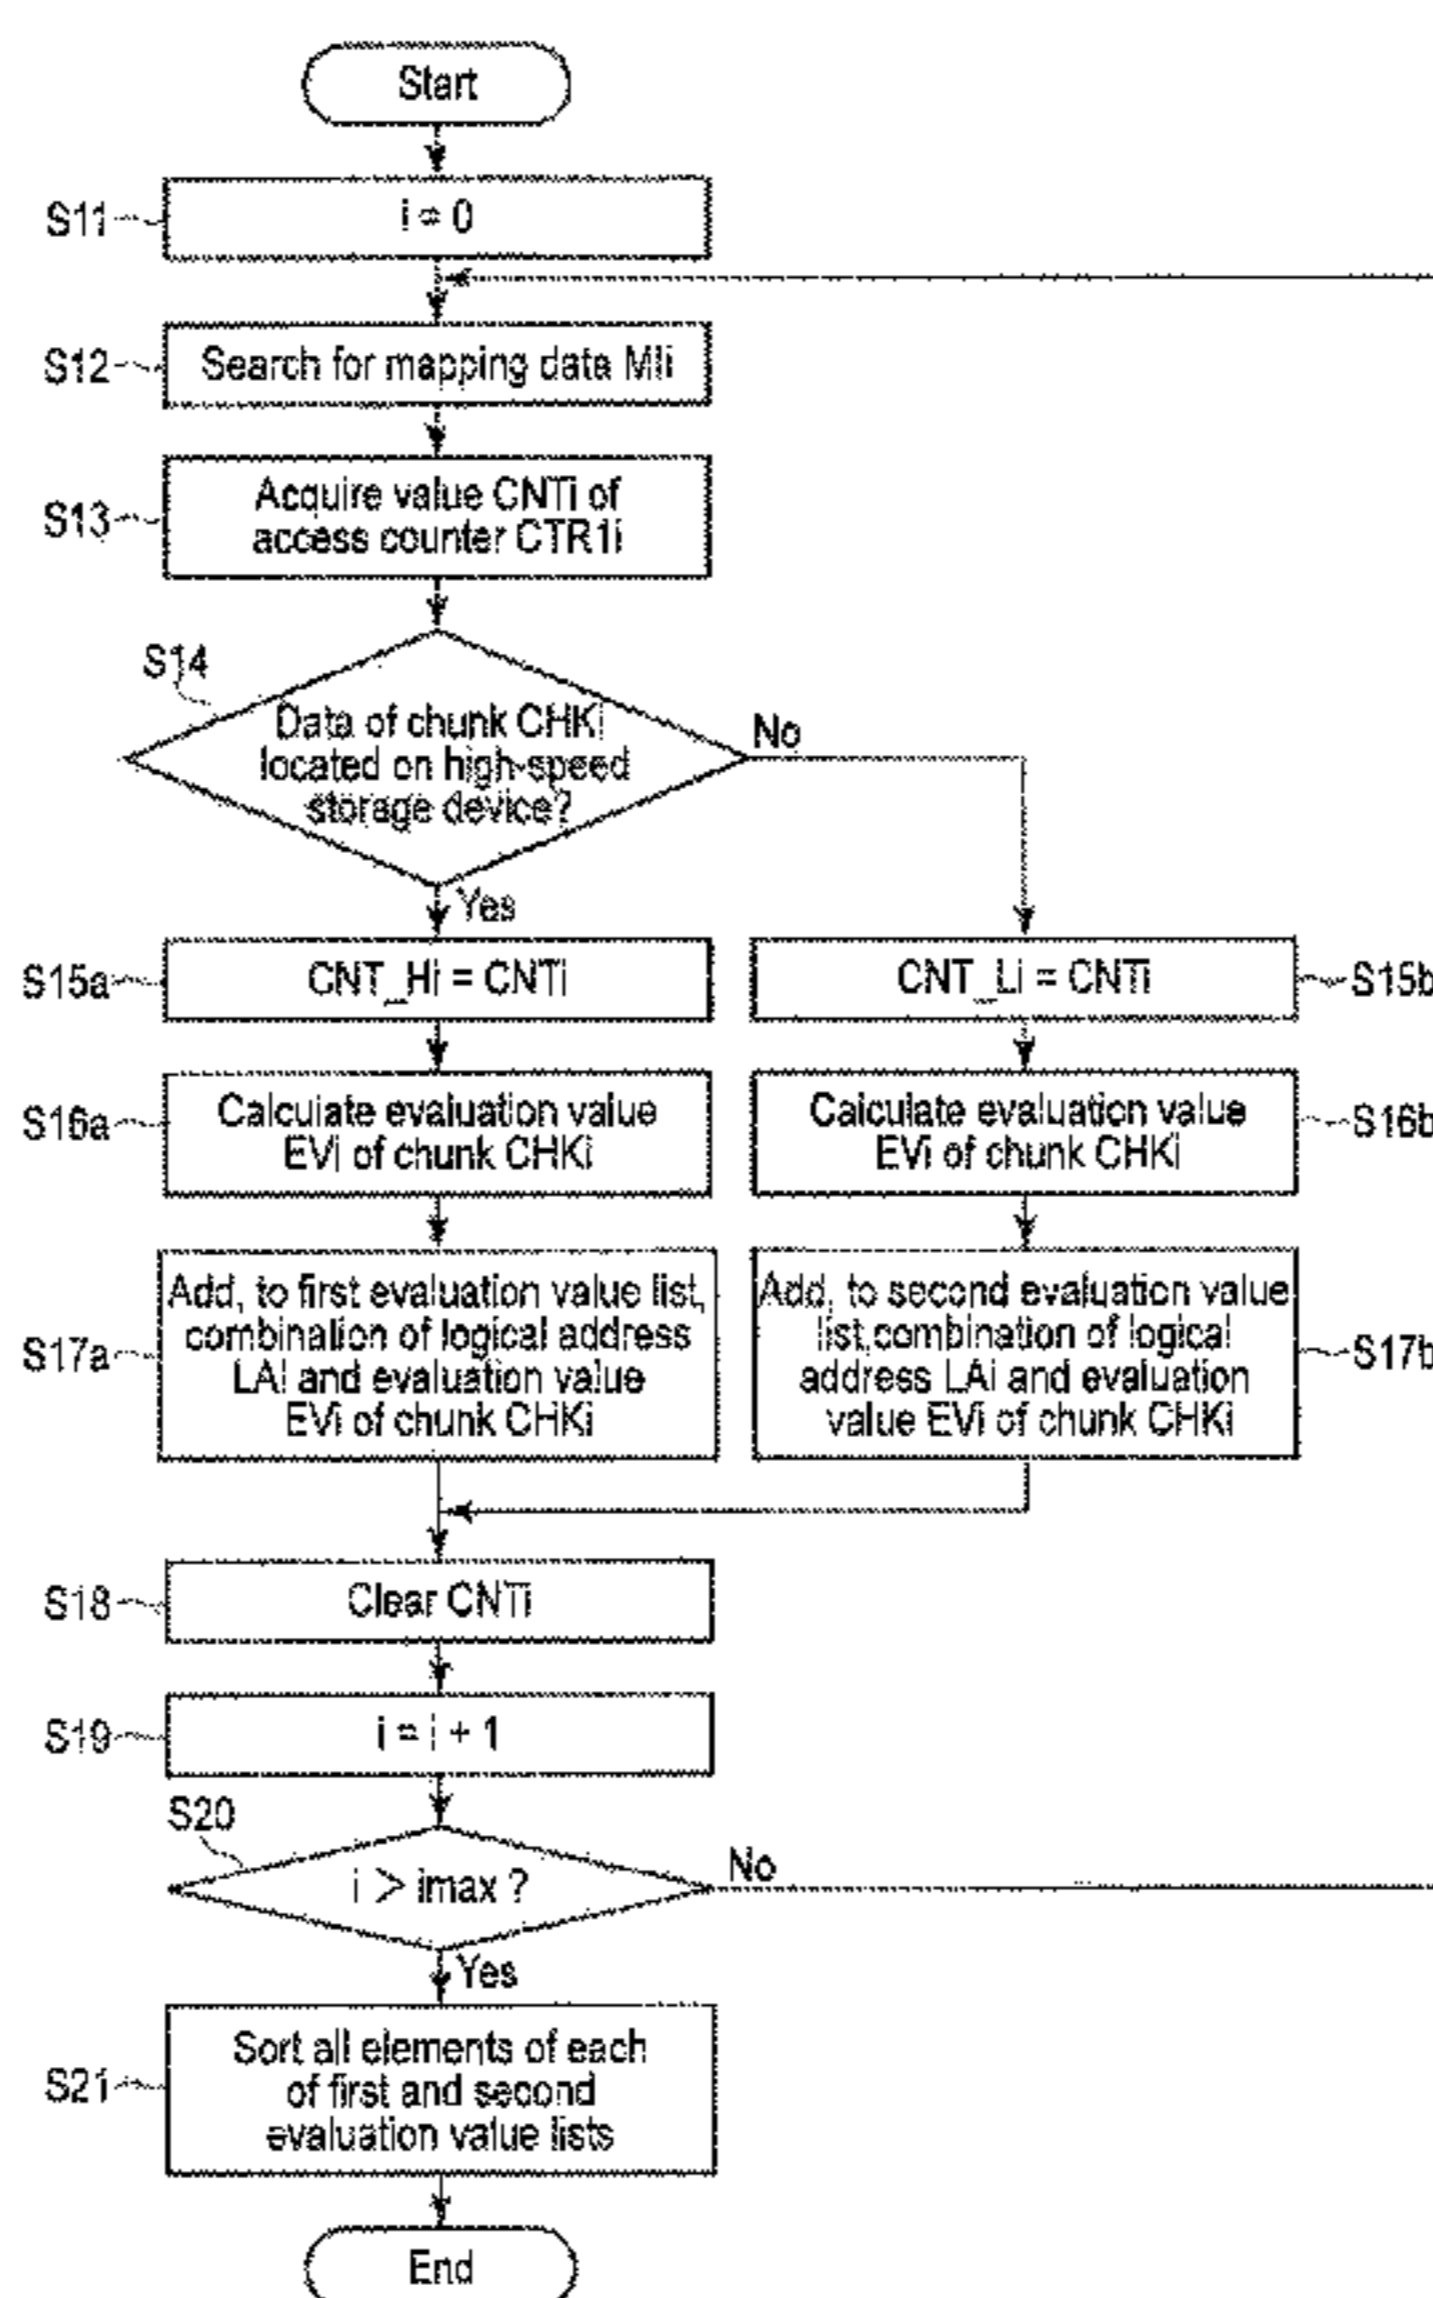 Start
S11
i = 0
S12
Search for mapping data MIi
S13
Acquire value CNTi of
access counter CTR1i
S14
Data of chunk CHKi
located on high-speed
storage device?
No
Yes
S15a
CNT_Hi = CNTi
CNT_Li = CNTi
S15b
S16a
Calculate evaluation value
EVi of chunk CHKi
Calculate evaluation value
EVi of chunk CHKi
S16b
S17a
Add, to first evaluation value list,
combination of logical address
LAi and evaluation value
EVi of chunk CHKi
Add, to second evaluation value
list,combination of logical
address LAi and evaluation
value EVi of chunk CHKi
S17b
S18
Clear CNTi
S19
i = i + 1
S20
i > imax ?
No
Yes
S21
Sort all elements of each
of first and second
evaluation value lists
End